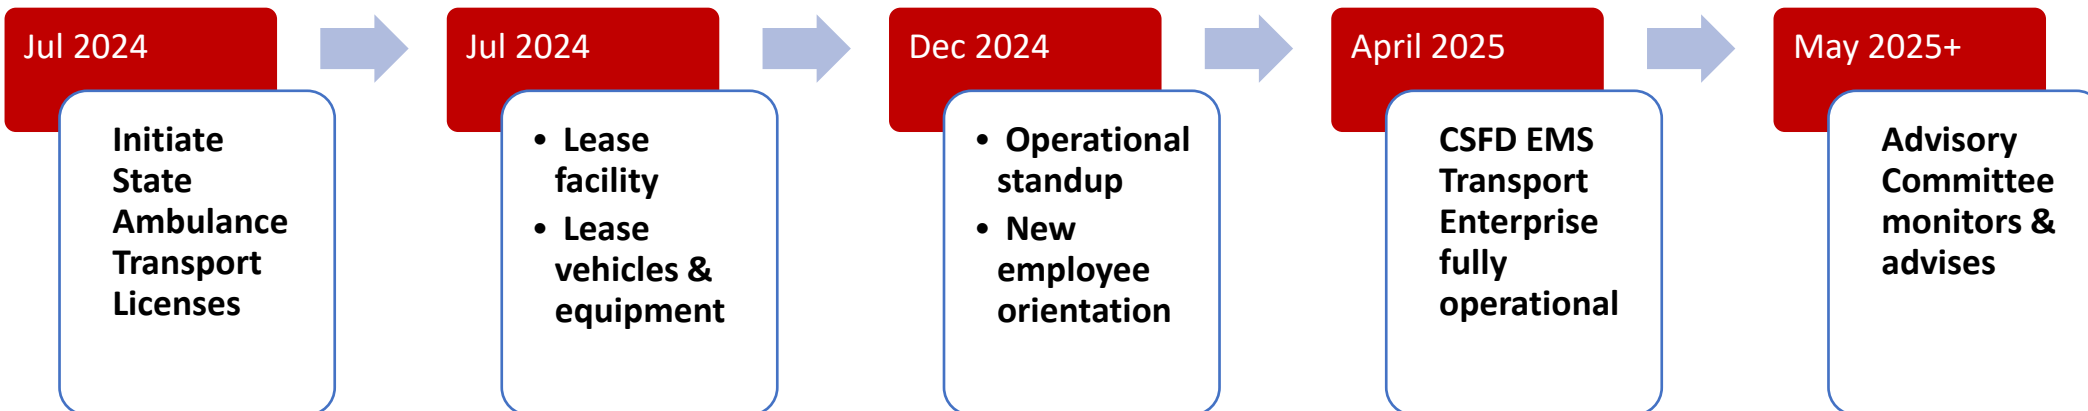 Jul 2024
Initiate
State
Ambulance
Transport
Licenses
Jul 2024
• Lease
facility
• Lease
vehicles &
equipment
Dec 2024
• Operational
standup
• New
employee
orientation
April 2025
CSFD EMS
Transport
Enterprise
fully
operational
May 2025+
Advisory
Committee
monitors &
advises